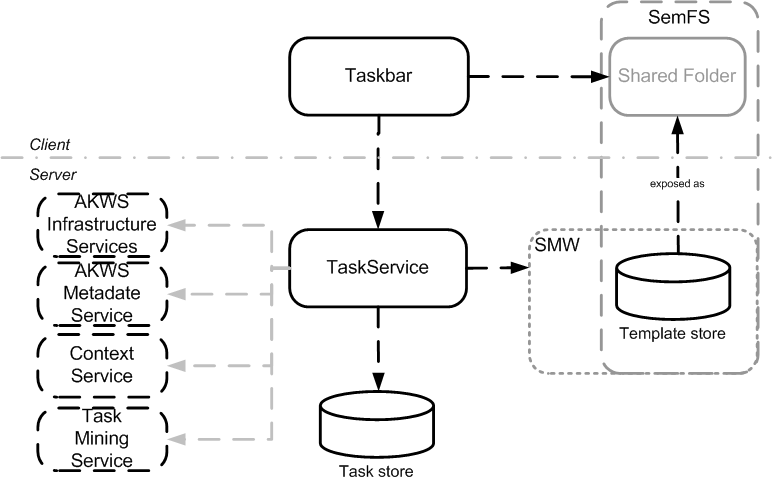 SemFS
Taskbar
Shared Folder
Client
Server
exposed as
AKWS
Infrastructure
Services
SMW
TaskService
AKWS
Metadate
Service
Template store
Context
Service
Task
Mining
Service
Task store